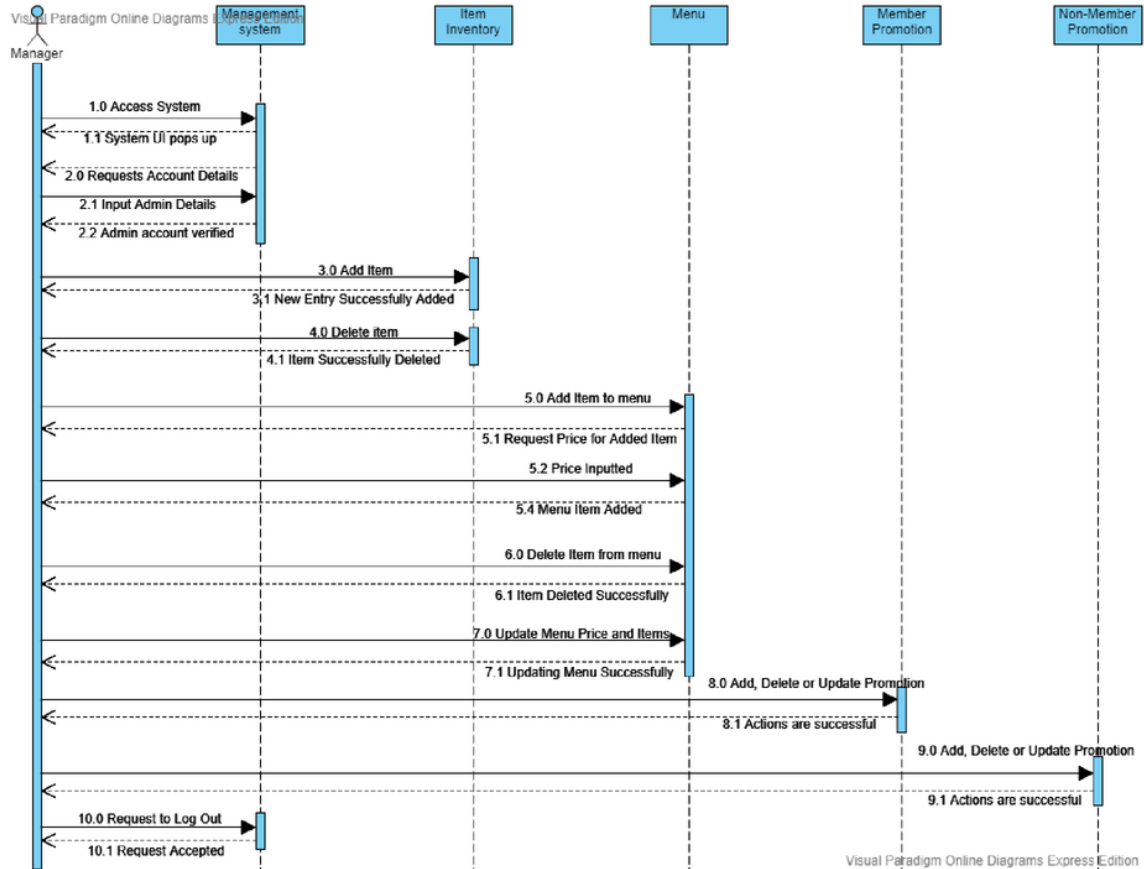 Visual Paradigm Online Diagrams Express Edition
Manager
Management
system
Item
Inventory
Menu
Member
Promotion
Non-Member
Promotion
1.0 Access System
1.1 System UI pops up
2.0 Requests Account Details
2.1 Input Admin Details
2.2 Admin account verified
3.0 Add Item
3.1 New Entry Successfully Added
4.0 Delete item
4.1 Item Successfully Deleted
5.0 Add Item to menu
5.1 Request Price for Added Item
5.2 Price Inputted
5.4 Menu Item Added
6.0 Delete Item from menu
6.1 Item Deleted Successfully
7.0 Update Menu Price and Items
7.1 Updating Menu Successfully
8.0 Add, Delete or Update Promotion
8.1 Actions are successful
9.0 Add, Delete or Update Promotion
9.1 Actions are successful
10.0 Request to Log Out
10.1 Request Accepted
Visual Paradigm Online Diagrams Express Edition